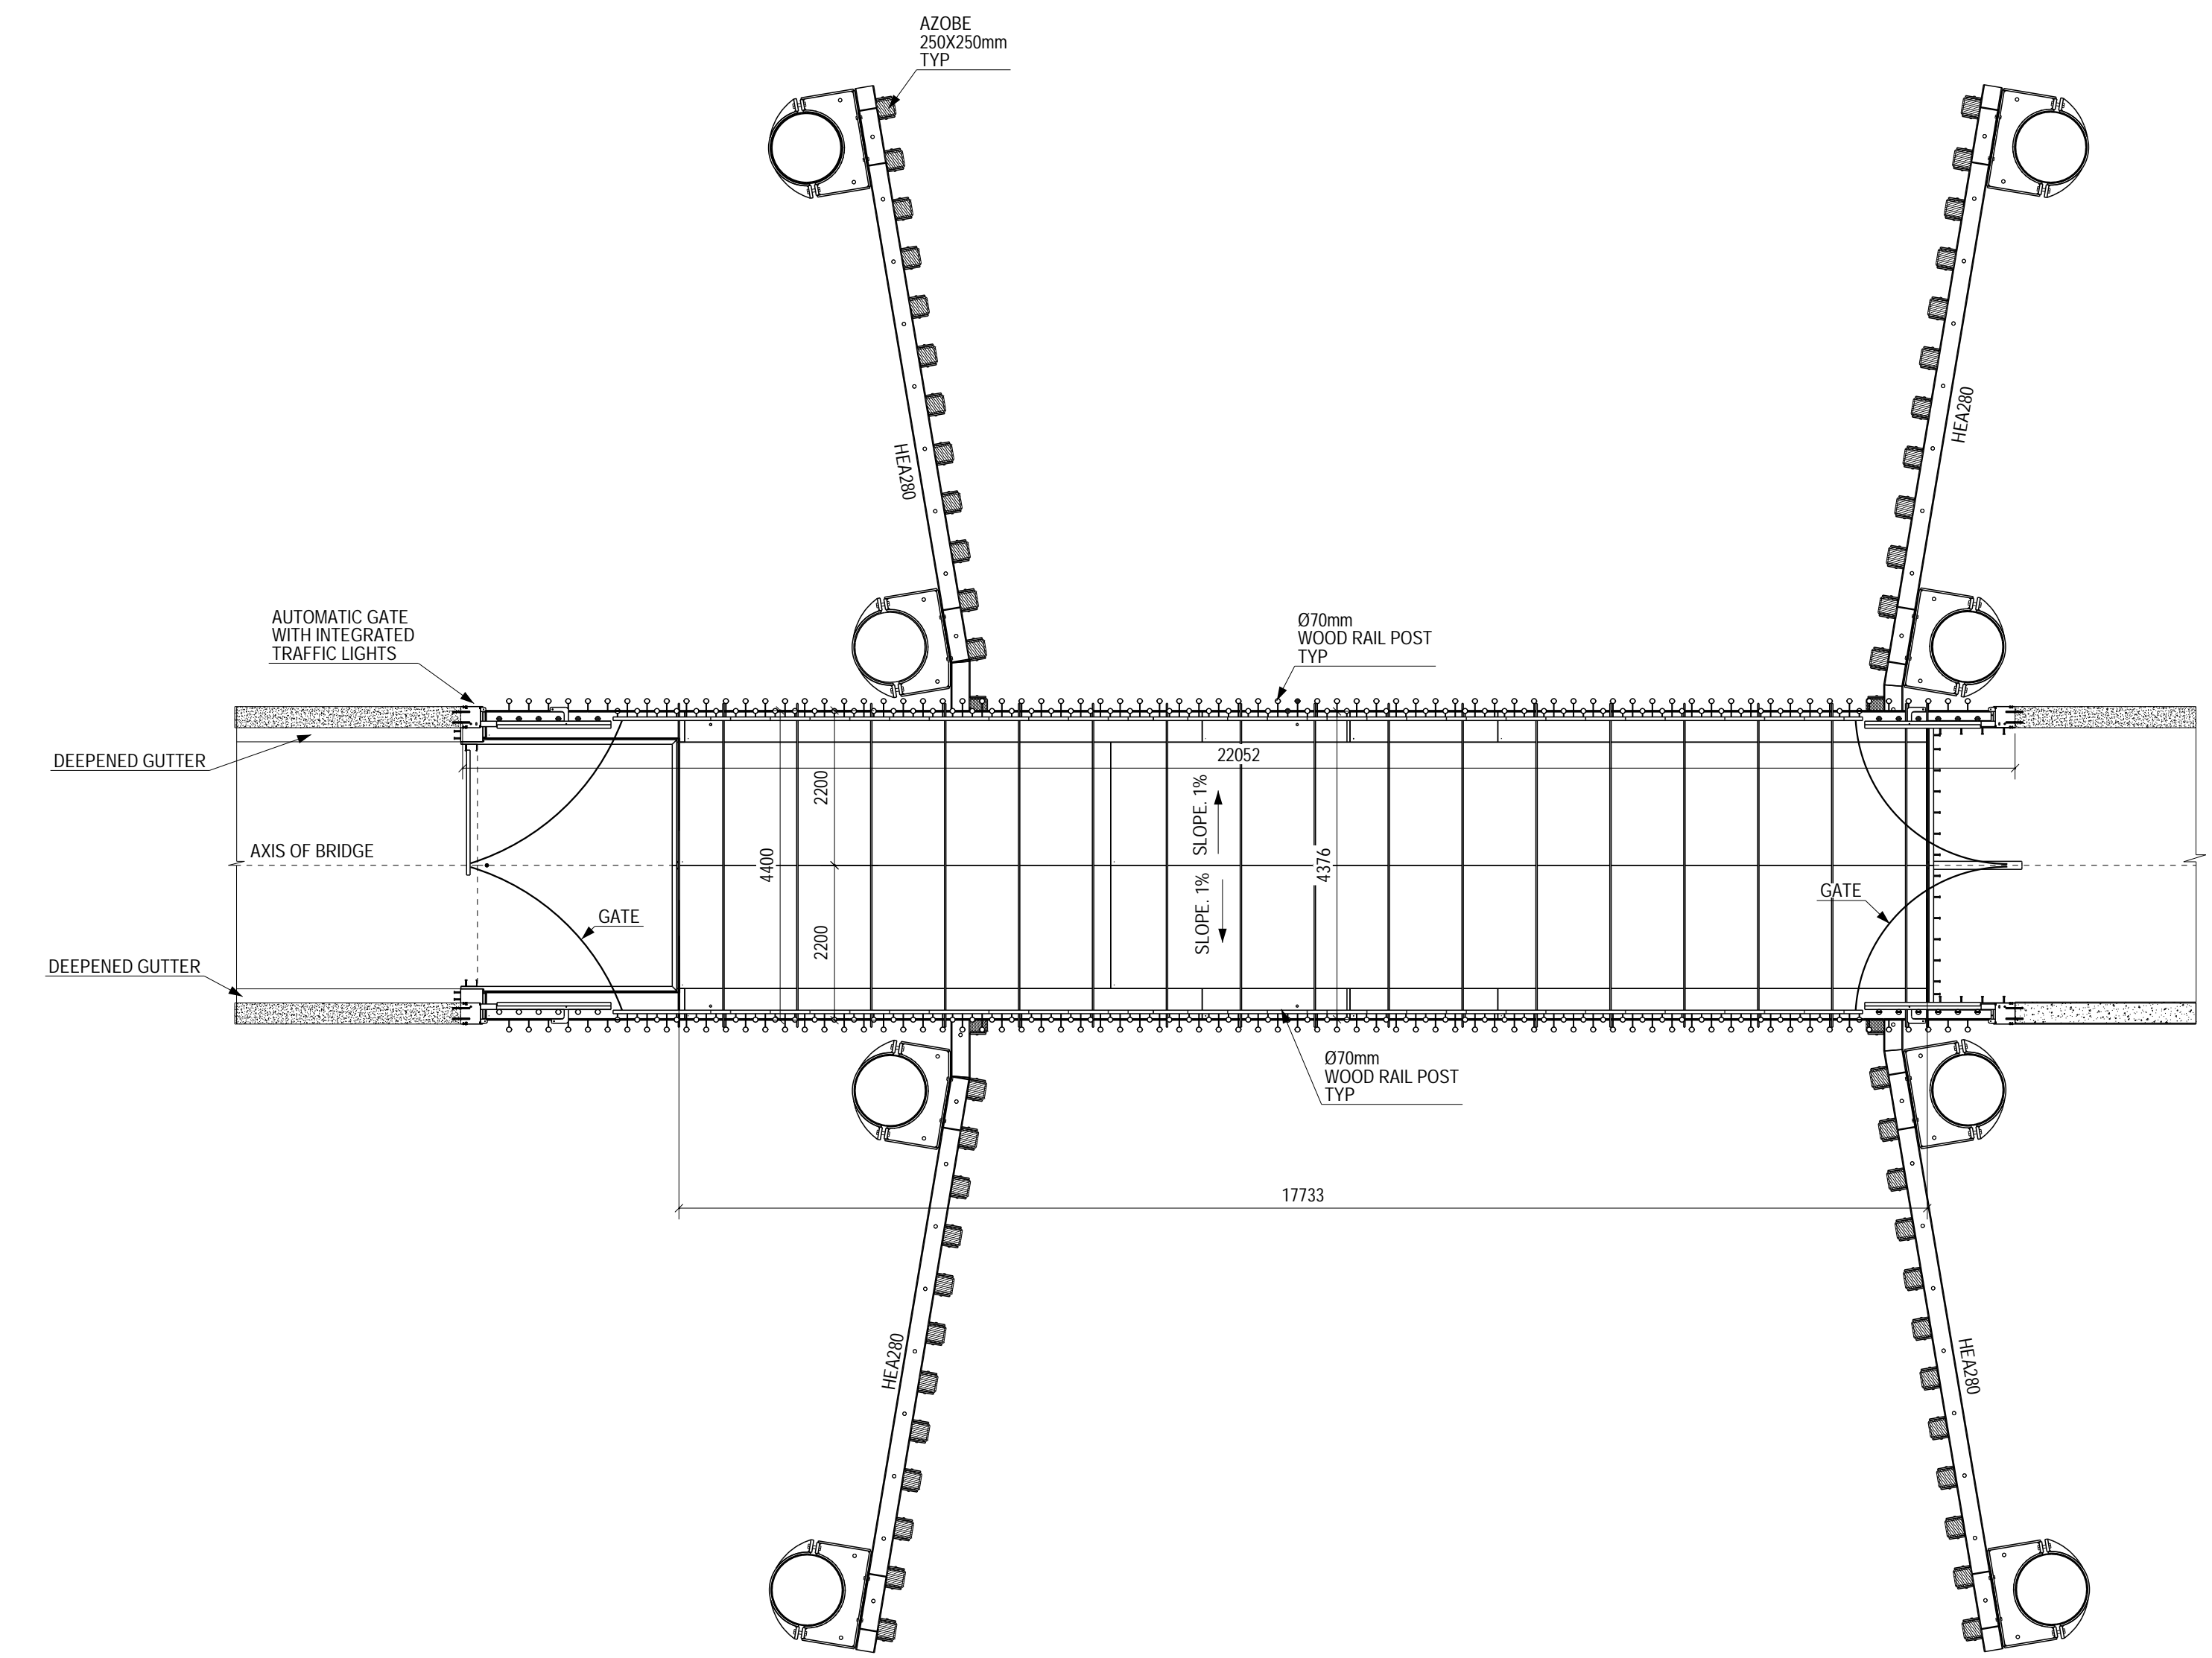 AZOBE
250X250mm
TYP
HEA280
HEA280
AUTOMATIC GATE
WITH INTEGRATED
TRAFFIC LIGHTS
Ø70mm
WOOD RAIL POST
TYP
DEEPENED GUTTER
22052
2200
SLOPE. 1%
AXIS OF BRIDGE
4400
4376
GATE
GATE
2200
SLOPE. 1%
DEEPENED GUTTER
Ø70mm
WOOD RAIL POST
TYP
17733
HEA280
HEA280